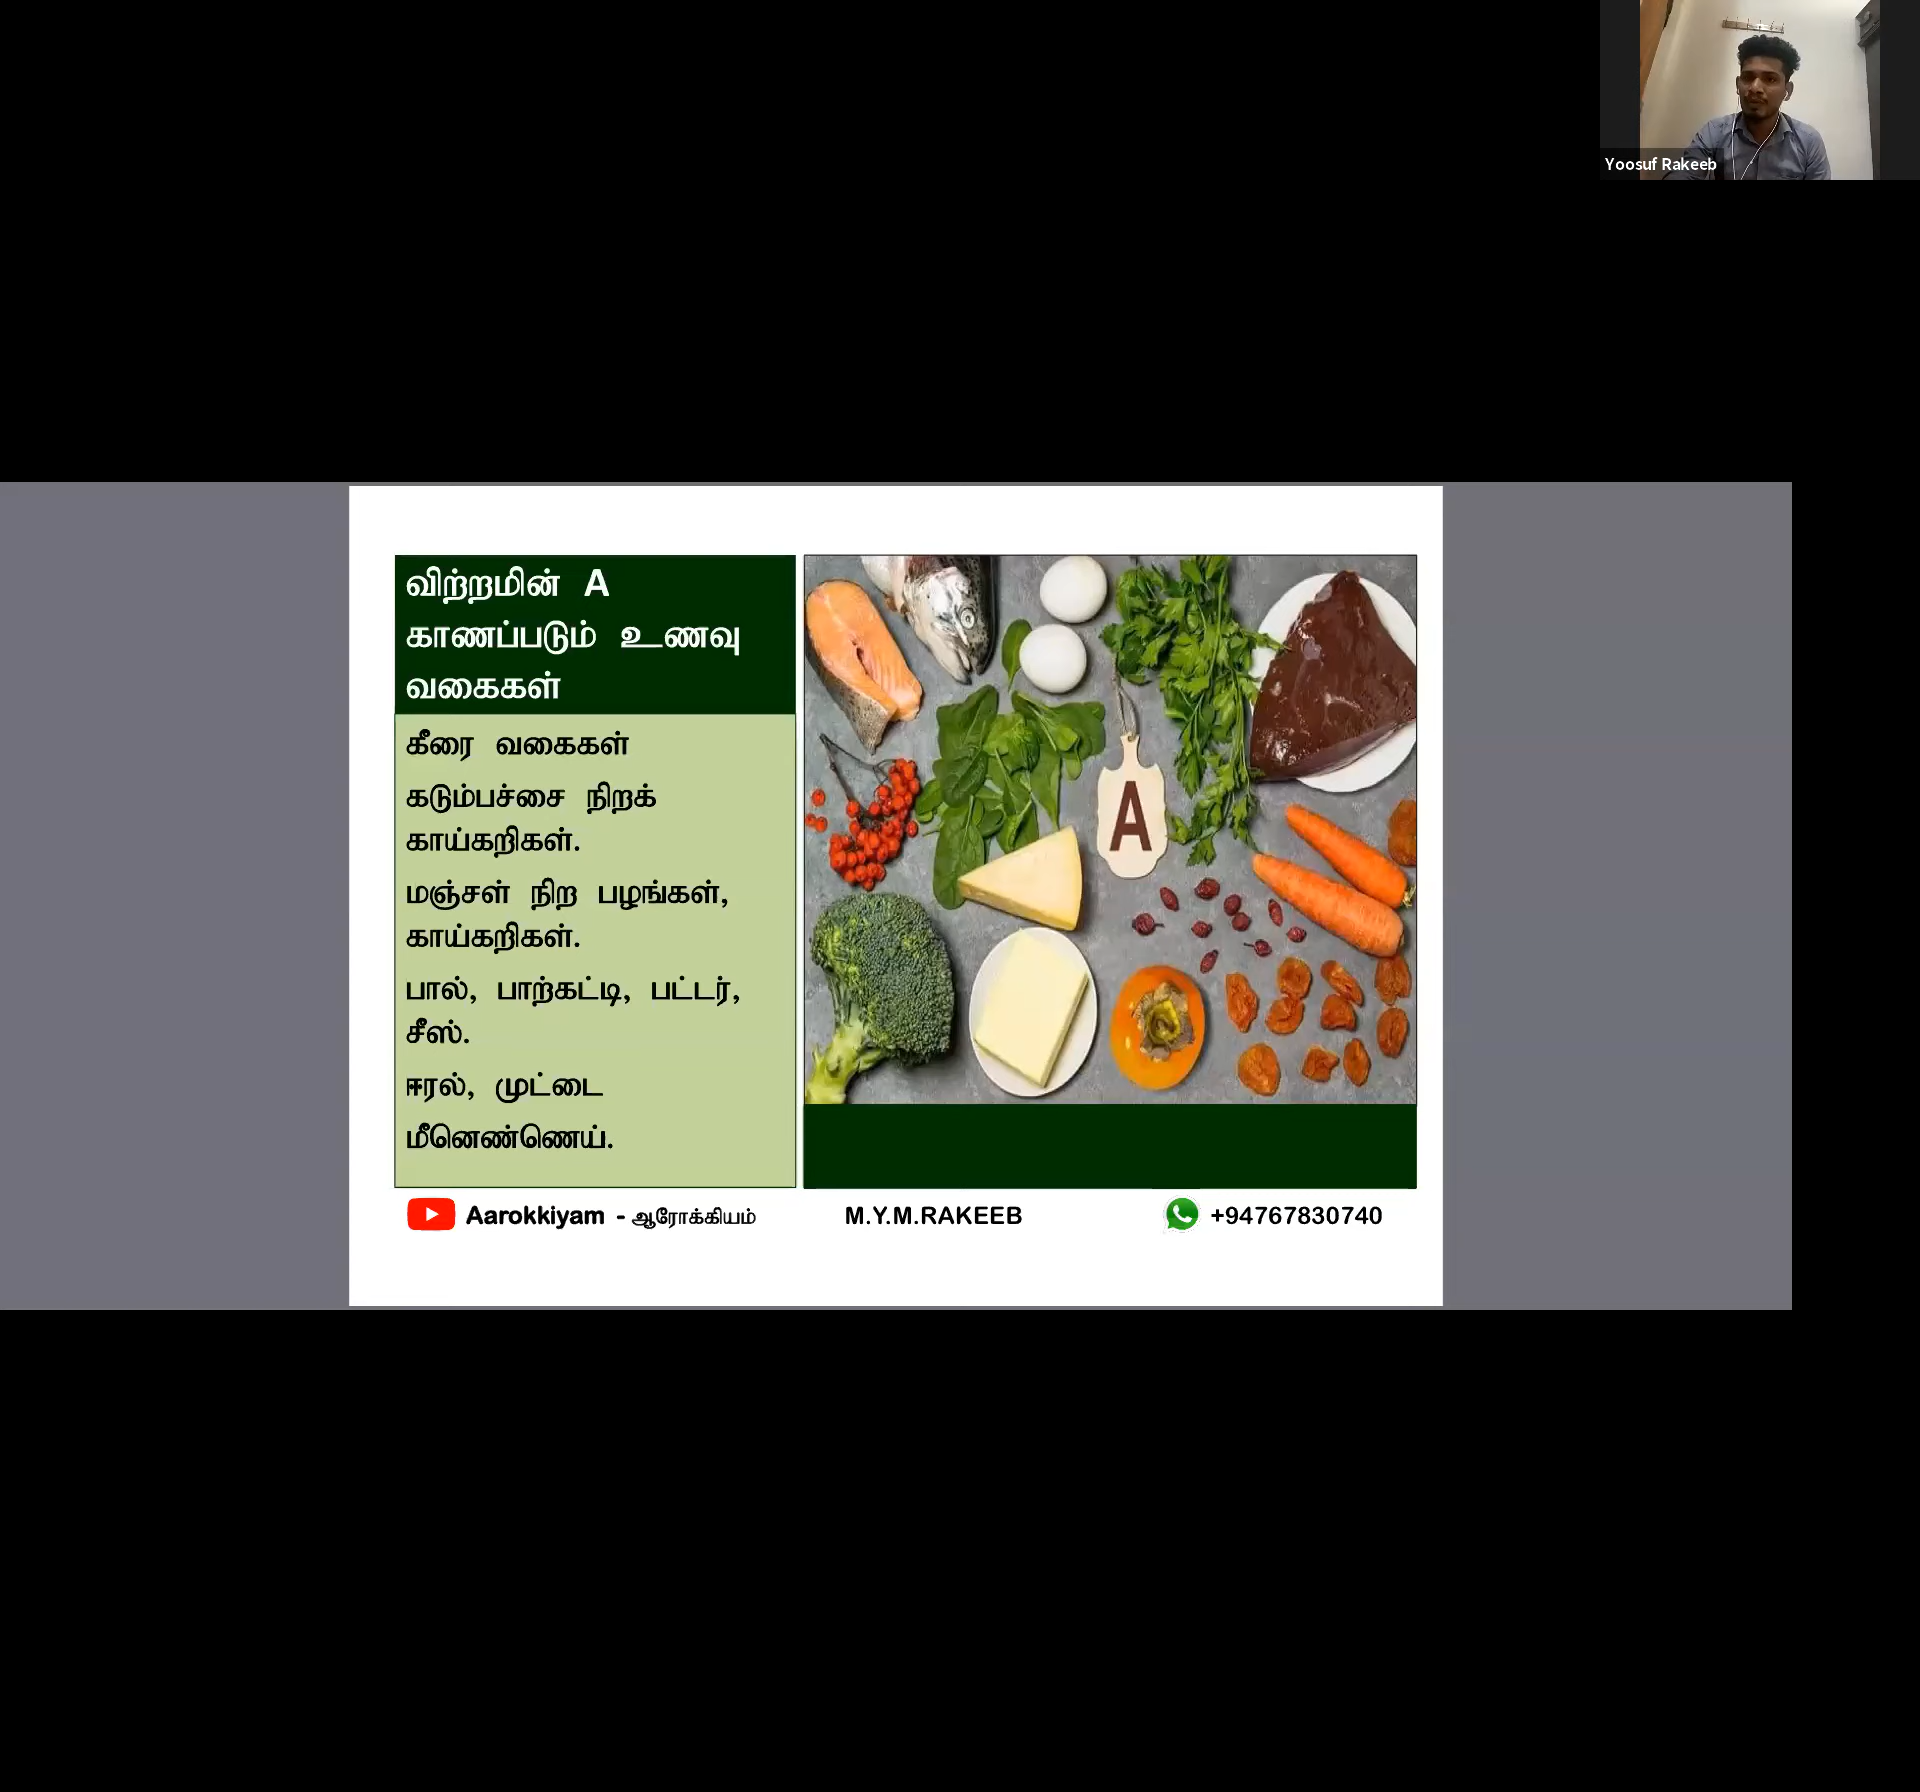 Yoosuf Rakeeb
விற்றமின் A
காணப்படும் உணவு
வகைகள்
கீரை வகைகள்
கடும்பச்சை நிறக்
காய்கறிகள்.
மஞ்சள் நிற பழங்கள்,
காய்கறிகள்.
பால், பாற்கட்டி, பட்டர்,
சீஸ்.
ஈரல், முட்டை
மீனெண்ணெய்.
A
Aarokkiyam - ஆரோக்கியம்
M.Y.M.RAKEEB
+94767830740